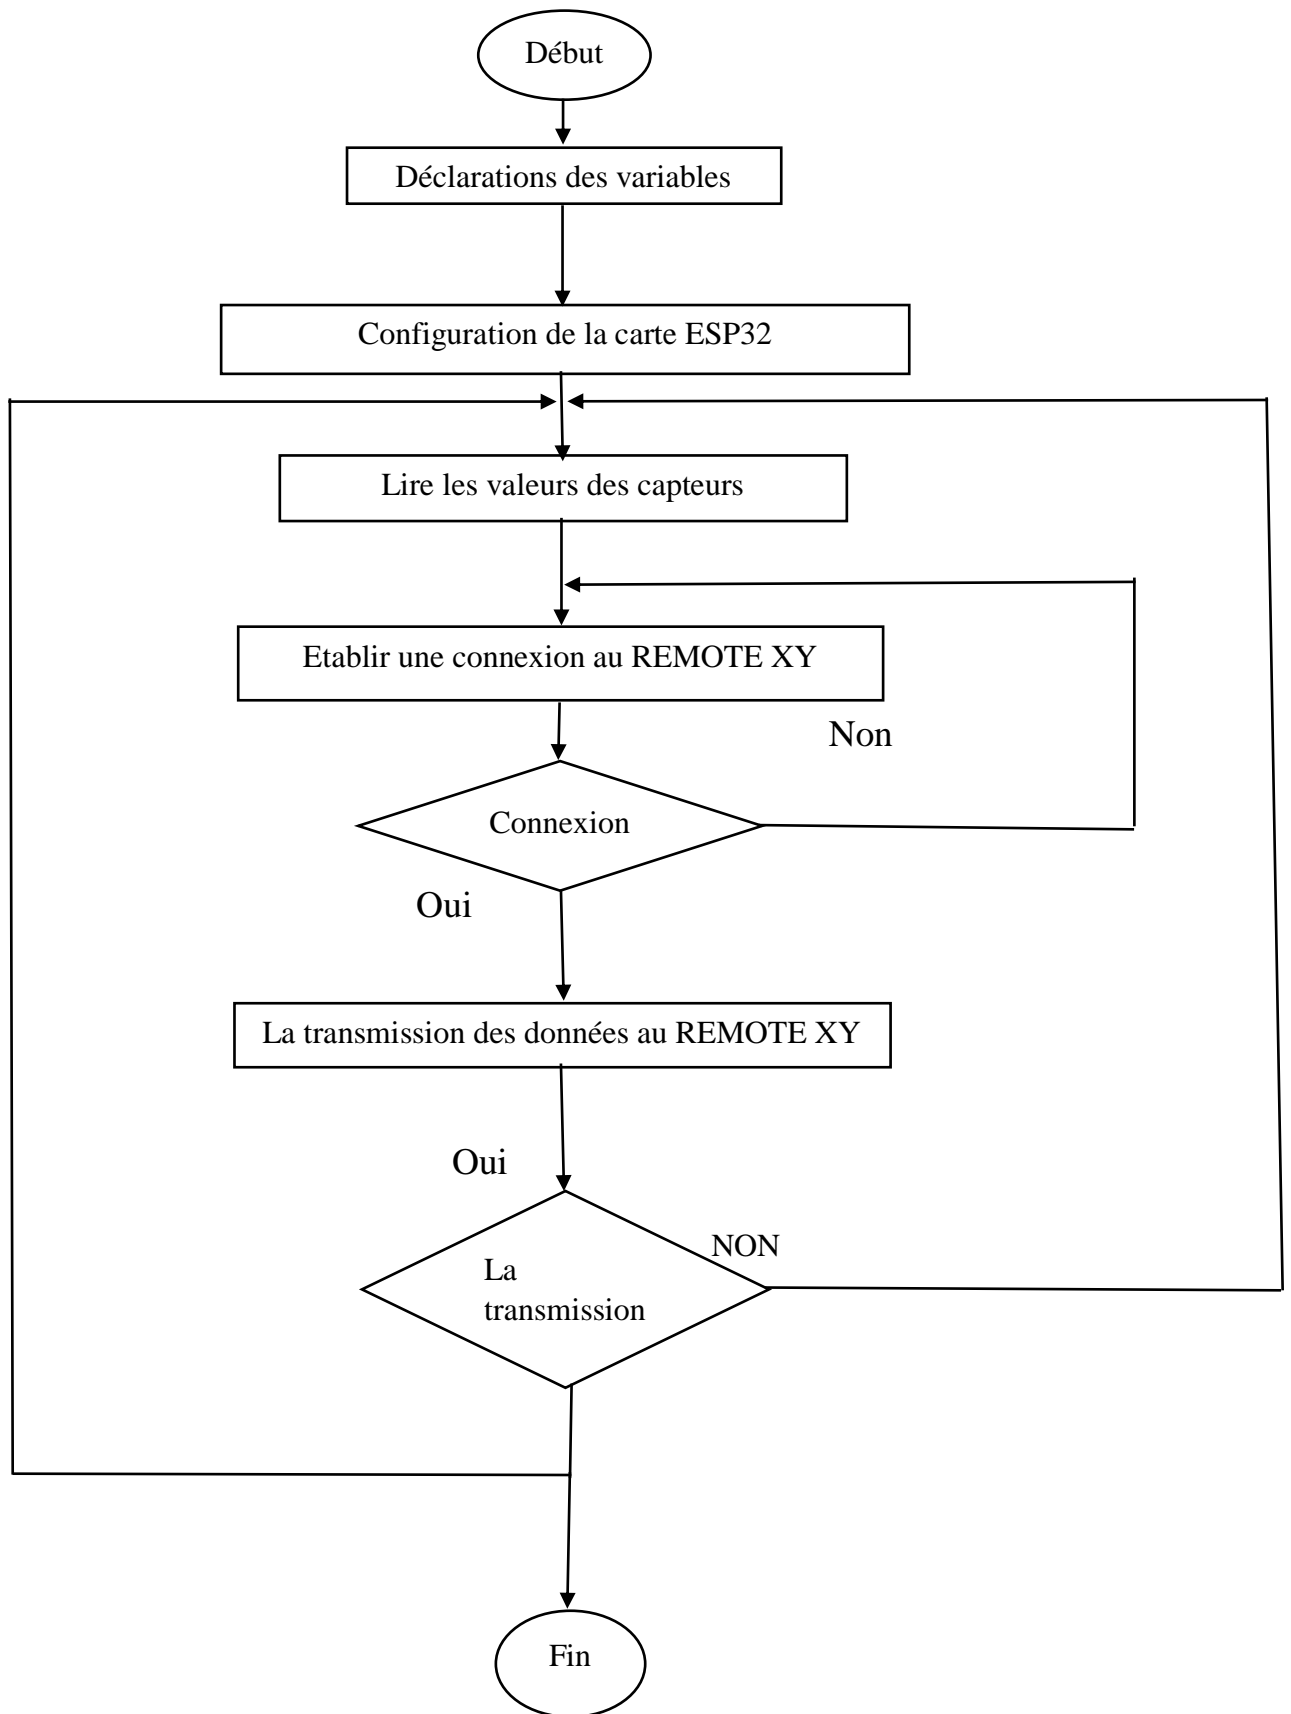 Début
Déclarations des variables
Configuration de la carte ESP32
Lire les valeurs des capteurs
Etablir une connexion au REMOTE XY
Non
Connexion
Oui
La transmission des données au REMOTE XY
Oui
NON
La
transmission
Fin